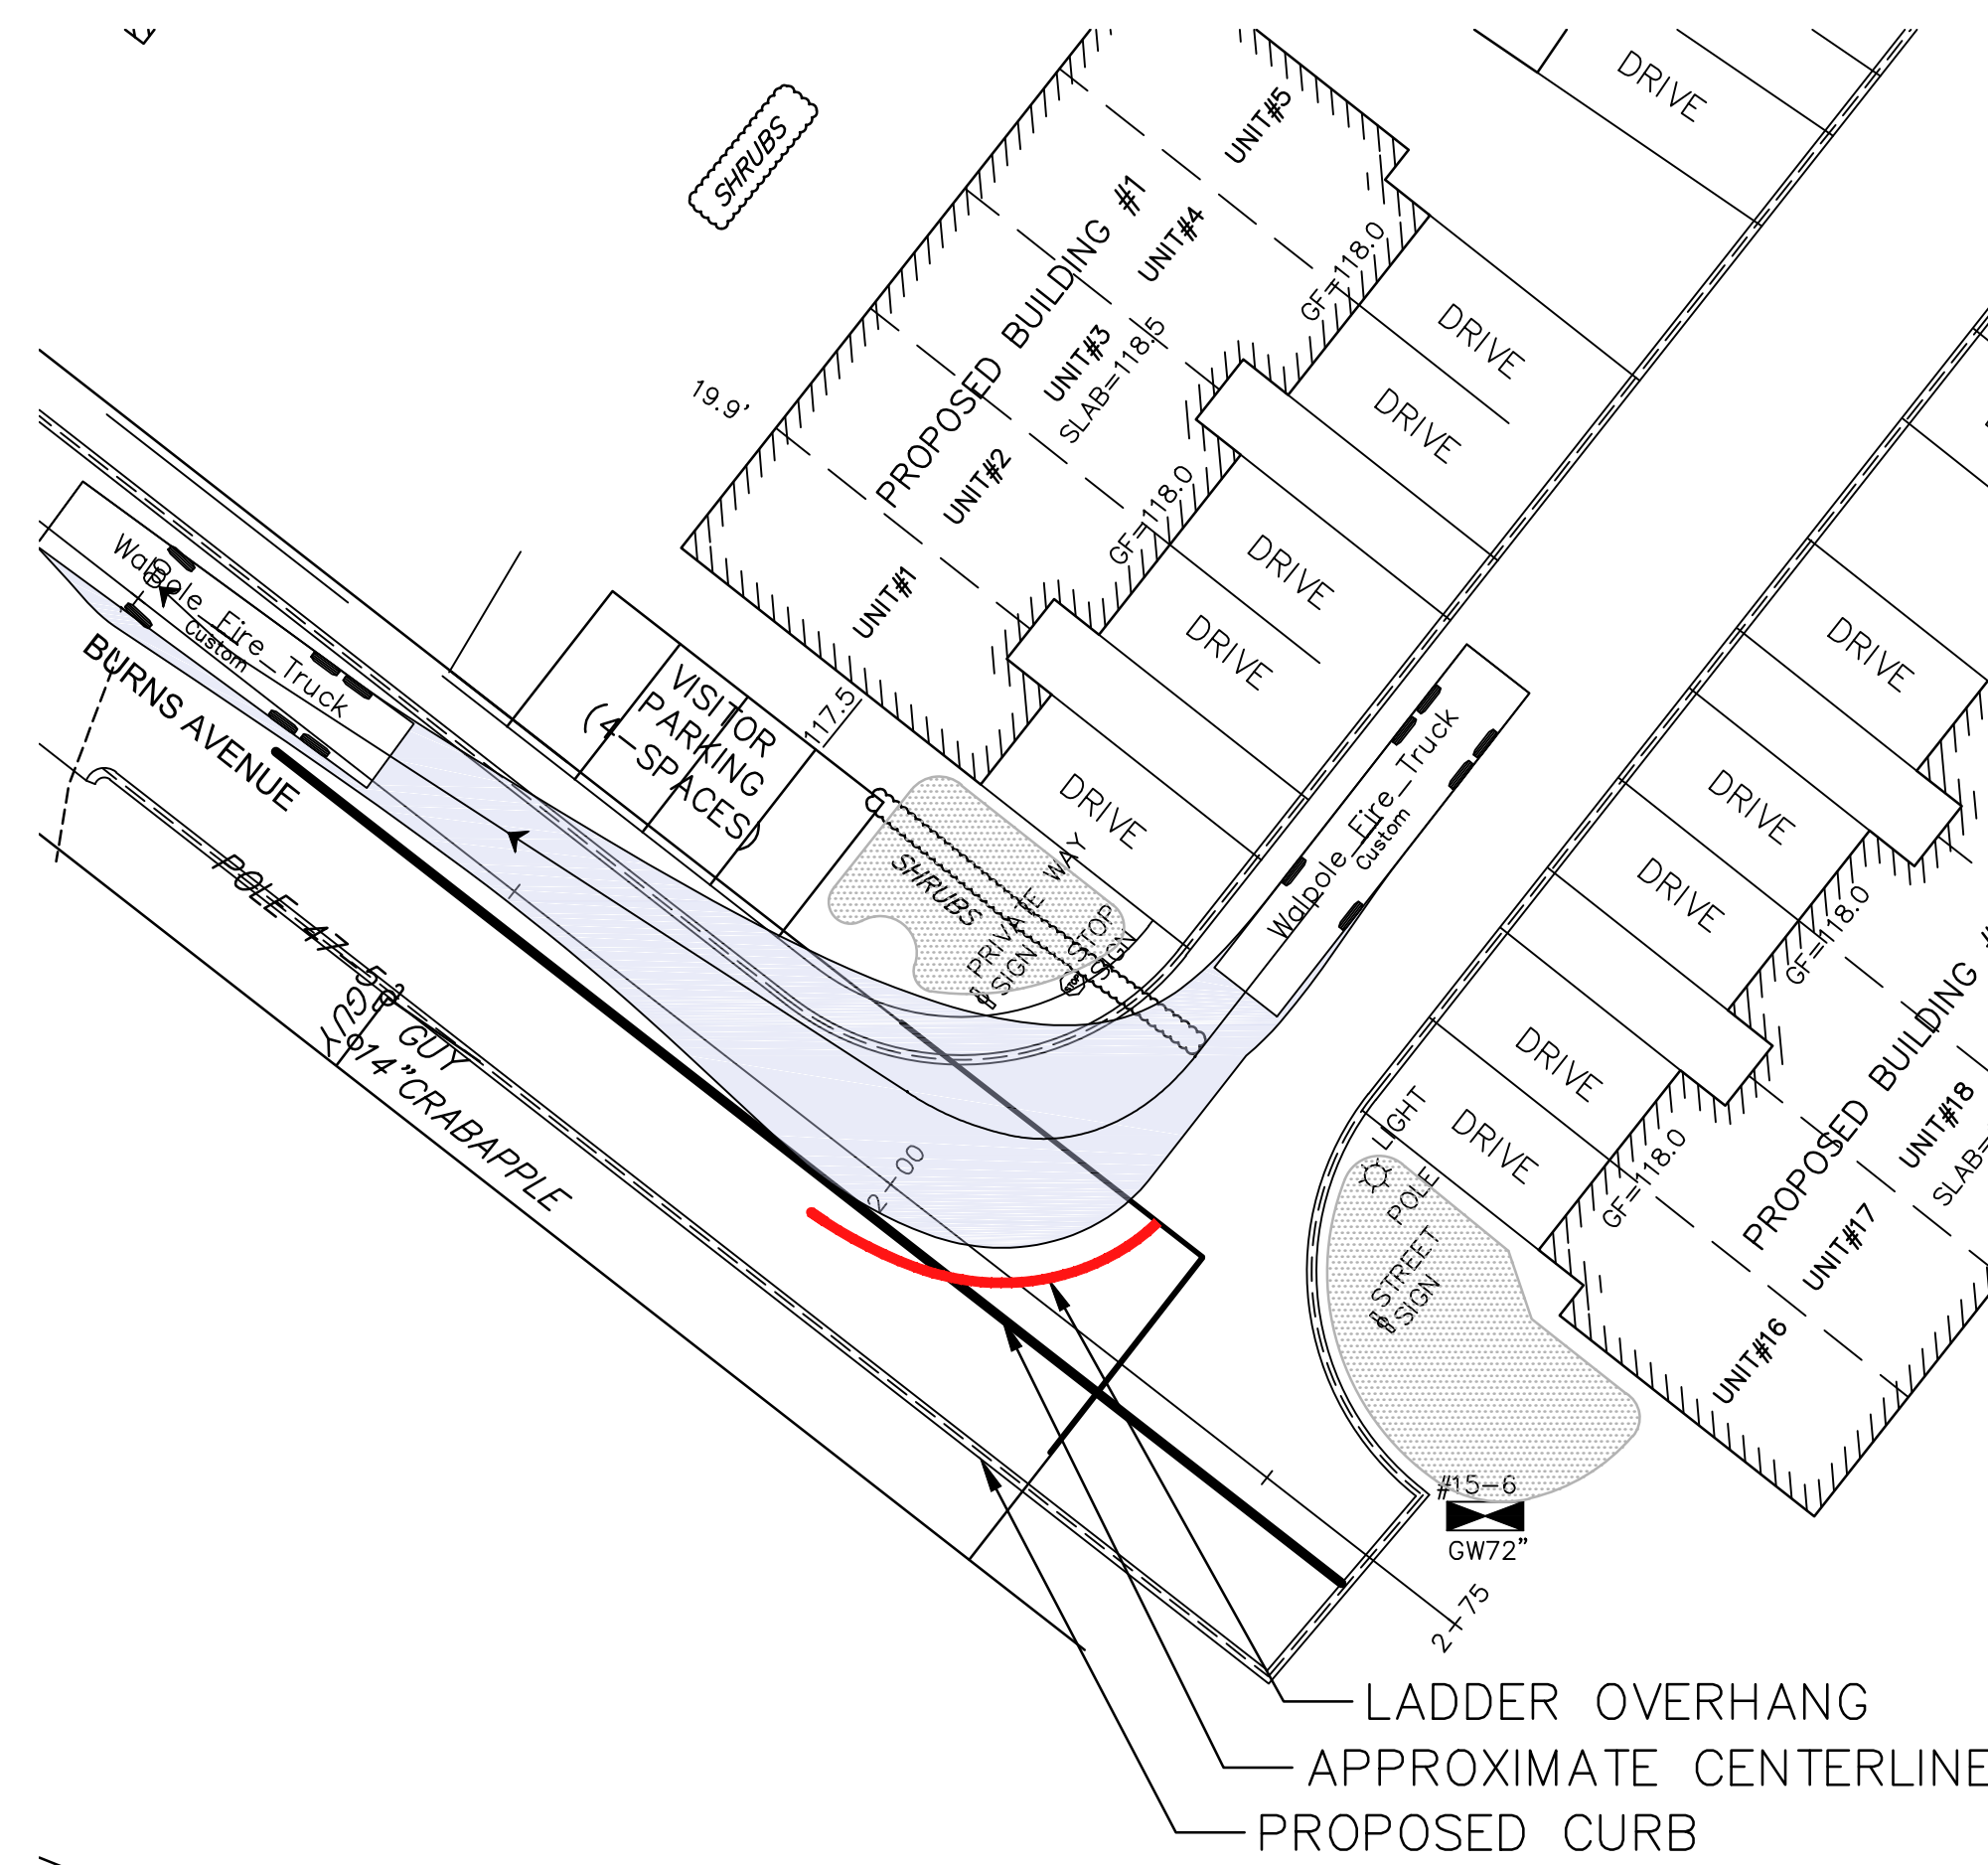 DRIVE
SHRUBS
UNIT#5
PROPOSED BUILDING #1
UNIT#4
UNIT#3
SLAB=118.5
UNIT#2
UNIT#1
GF=118.0
GF=118.0
19.9'
DRIVE
DRIVE
DRIVE
DRIVE
DRIVE
Walpole_Fire_Truck
Custom
BURNS AVENUE
VISITOR
PARKING
(4-SPACES)
117.5
SHRUBS
PRIVATE WAY
SIGN
STOP
SIGN
STOP
Walpole_Fire_Truck
Custom
POLE 47-5
GUY
GUY
14"CRABAPPLE
2+00
DRIVE
DRIVE
DRIVE
DRIVE
DRIVE
GF=118.0
GF=118.0
LIGHT
POLE
STREET
SIGN
PROPOSED BUILDING
UNIT#18
SLAB=
UNIT#17
UNIT#16
#15-6
GW72"
2+75
LADDER OVERHANG
APPROXIMATE CENTERLINE
PROPOSED CURB